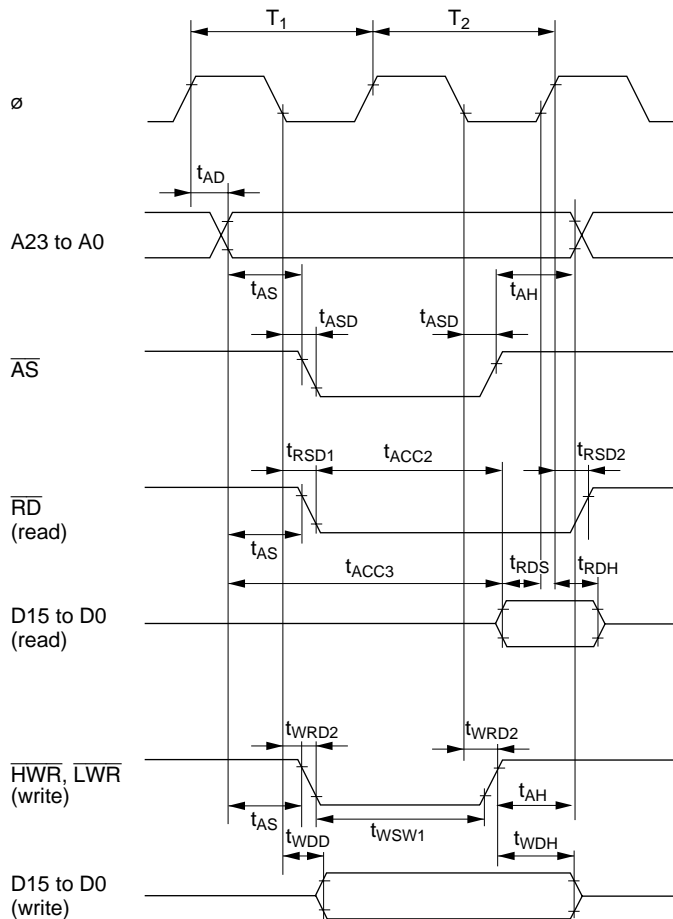 T1 T2
ø
tAD
A23 to A0
tAS tAH
tASD tASD
AS
tRSD1 tACC2 tRSD2
RD
(read)
tAS
tACC3 tRDS tRDH
D15 to D0
(read)
tWRD2 tWRD2
HWR, LWR
(write)
tAS tAH
tWDD tWSW1 tWDH
D15 to D0
(write)